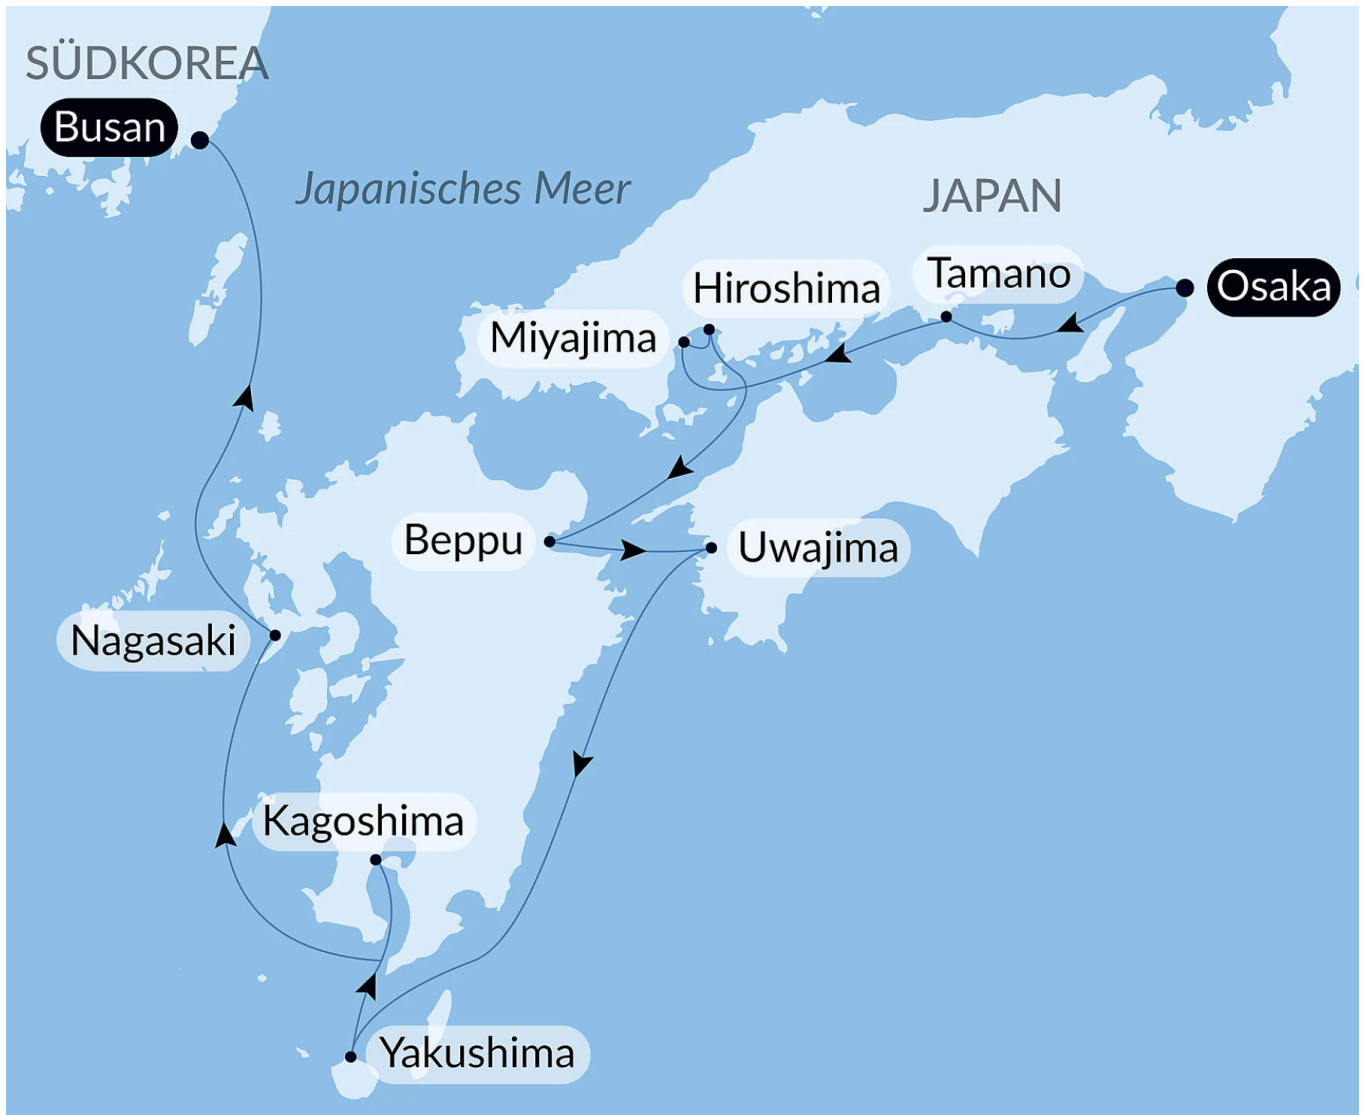 SÜDKOREA
Busan
Japanisches Meer
JAPAN
Hiroshima
Tamano
Osaka
Miyajima
Beppu
Uwajima
Nagasaki
Kagoshima
Yakushima